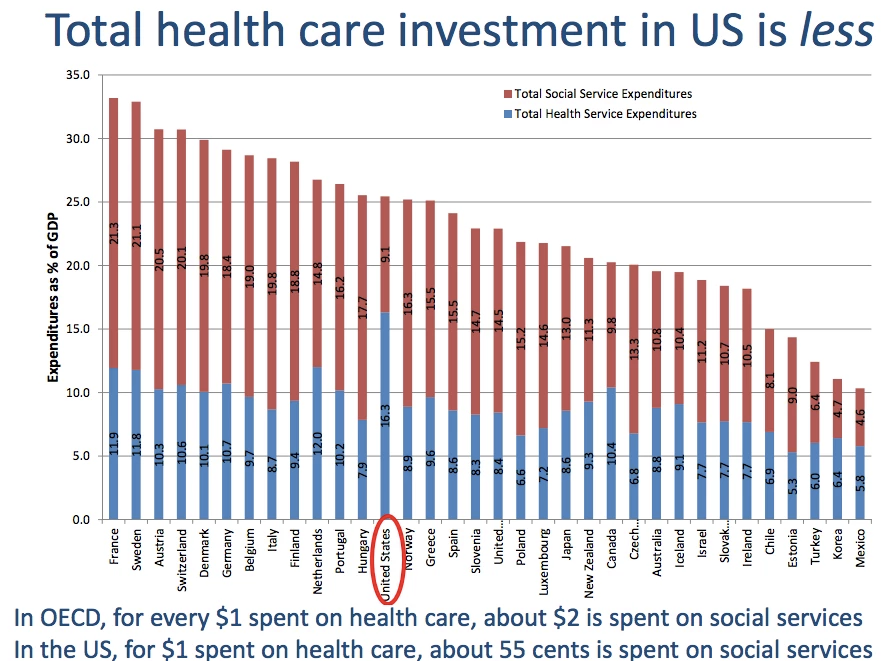 Total health care investment in US is less
35.0
30.0
25.0
20.0
15.0
10.0
5.0
0.0
Expenditures as % of GDP
Total Social Service Expenditures
Total Health Service Expenditures
21.3 21.1 20.5 20.1 19.8 18.4 19.0 19.8 18.8 14.8 16.2 17.7 9.1 16.3 15.5 15.5 14.7 14.5 15.2 14.6 13.0 11.3 9.8 13.3 10.8 10.4 11.2 10.7 10.5 8.1 9.0 6.4 4.7 4.6
11.9 11.8 10.3 10.6 10.1 10.7 9.7 8.7 9.4 12.0 10.2 7.9 16.3 8.9 9.6 8.6 8.3 8.4 6.6 7.2 8.6 9.3 10.4 6.8 8.8 9.1 7.7 7.7 7.7 6.9 5.3 6.0 6.4 5.8
France
Sweden
Austria
Switzerland
Denmark
Germany
Belgium
Italy
Finland
Netherlands
Portugal
Hungary
United States
Norway
Greece
Spain
Slovenia
United...
Poland
Luxembourg
Japan
New Zealand
Canada
Czech...
Australia
Iceland
Israel
Slovak...
Ireland
Chile
Estonia
Turkey
Korea
Mexico
In OECD, for every $1 spent on health care, about $2 is spent on social services
In the US, for $1 spent on health care, about 55 cents is spent on social services